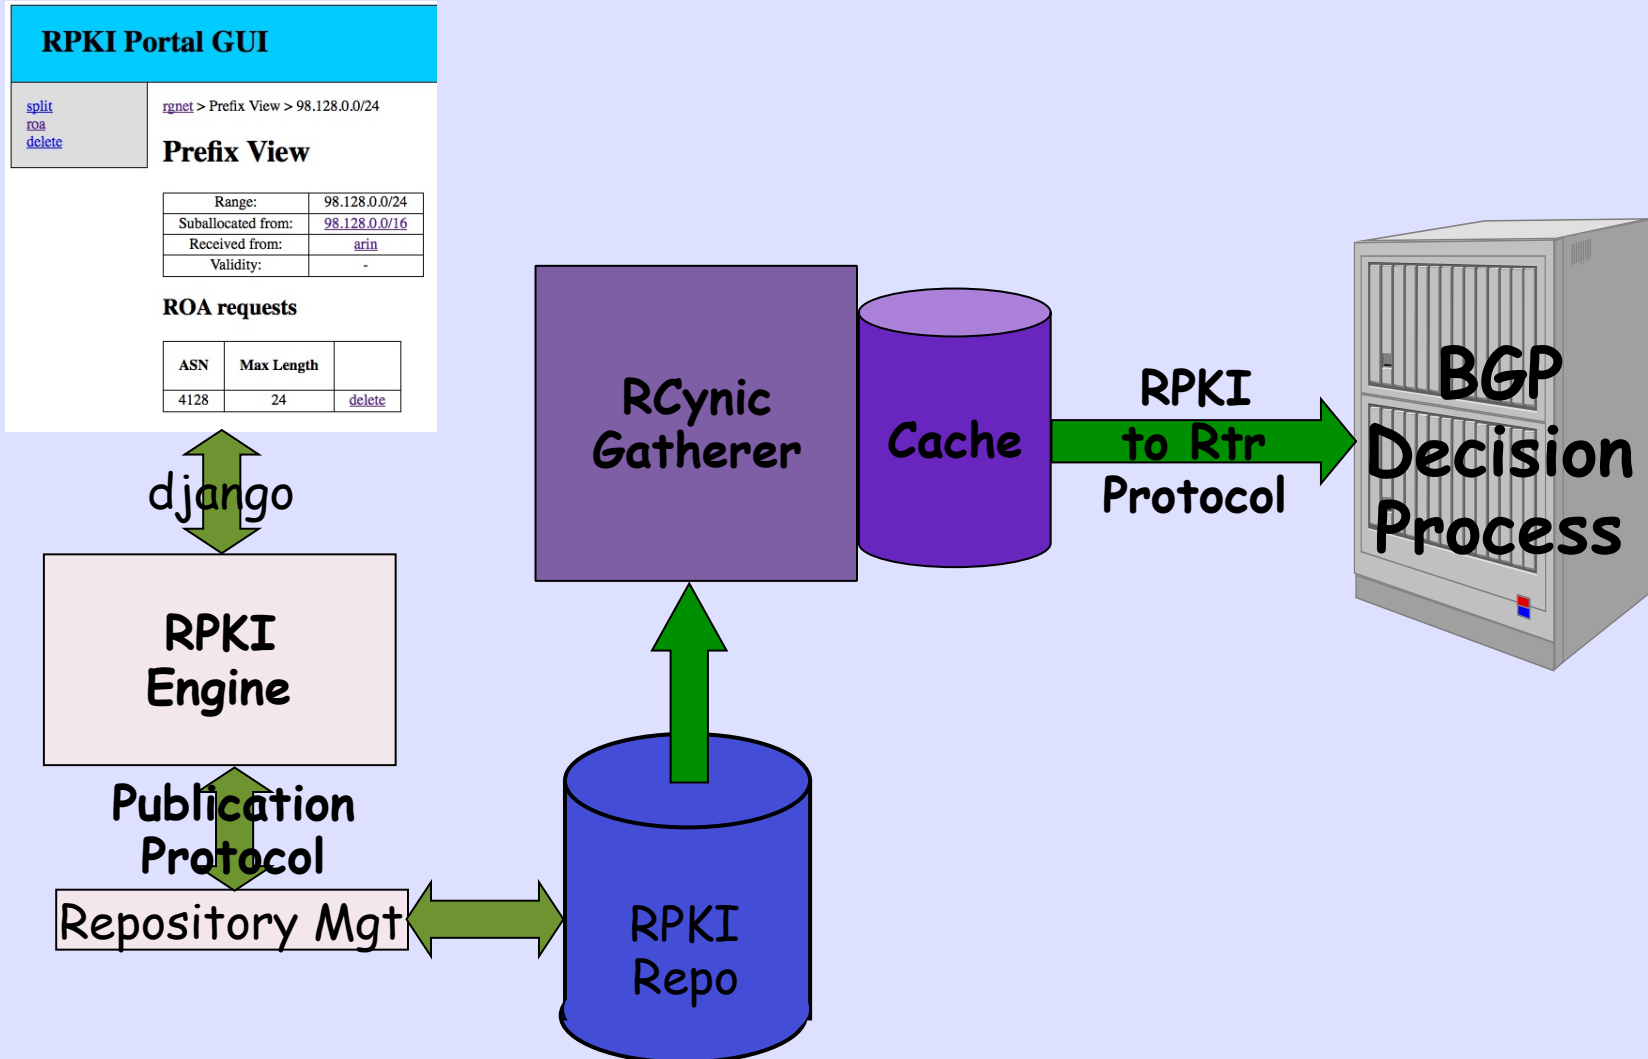 RPKI Portal GUI
split
roa
delete
rgnet > Prefix View > 98.128.0.0/24
Prefix View
Range: 98.128.0.0/24
Suballocated from: 98.128.0.0/16
Received from: arin
Validity: -
ROA requests
ASN Max Length
4128 24 delete
django
RPKI
Engine
Publication
Protocol
Repository Mgt
RPKI
Repo
RCynic
Gatherer
Cache
RPKI
to Rtr
Protocol
BGP
Decision
Process